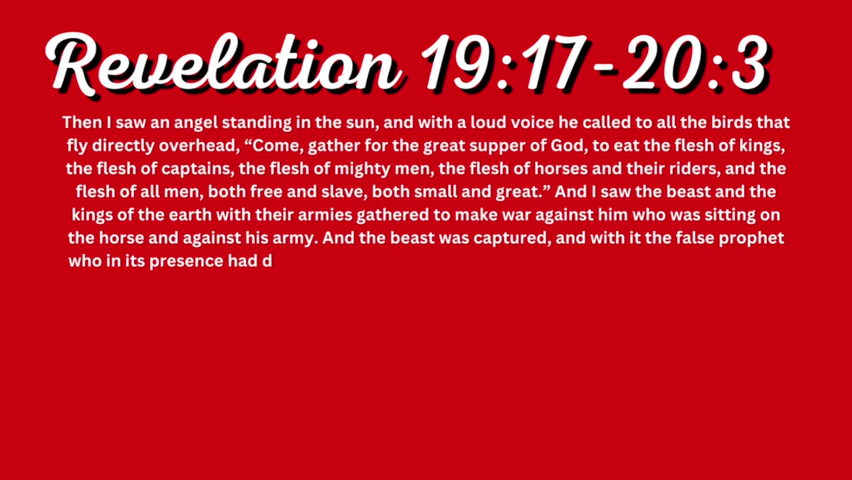 Revelation 19:17-20:3
Then I saw an angel standing in the sun, and with a loud voice he called to all the birds that
fly directly overhead, “Come, gather for the great supper of God, to eat the flesh of kings,
the flesh of captains, the flesh of mighty men, the flesh of horses and their riders, and the
flesh of all men, both free and slave, both small and great.” And I saw the beast and the
kings of the earth with their armies gathered to make war against him who was sitting on
the horse and against his army. And the beast was captured, and with it the false prophet
who in its presence had d